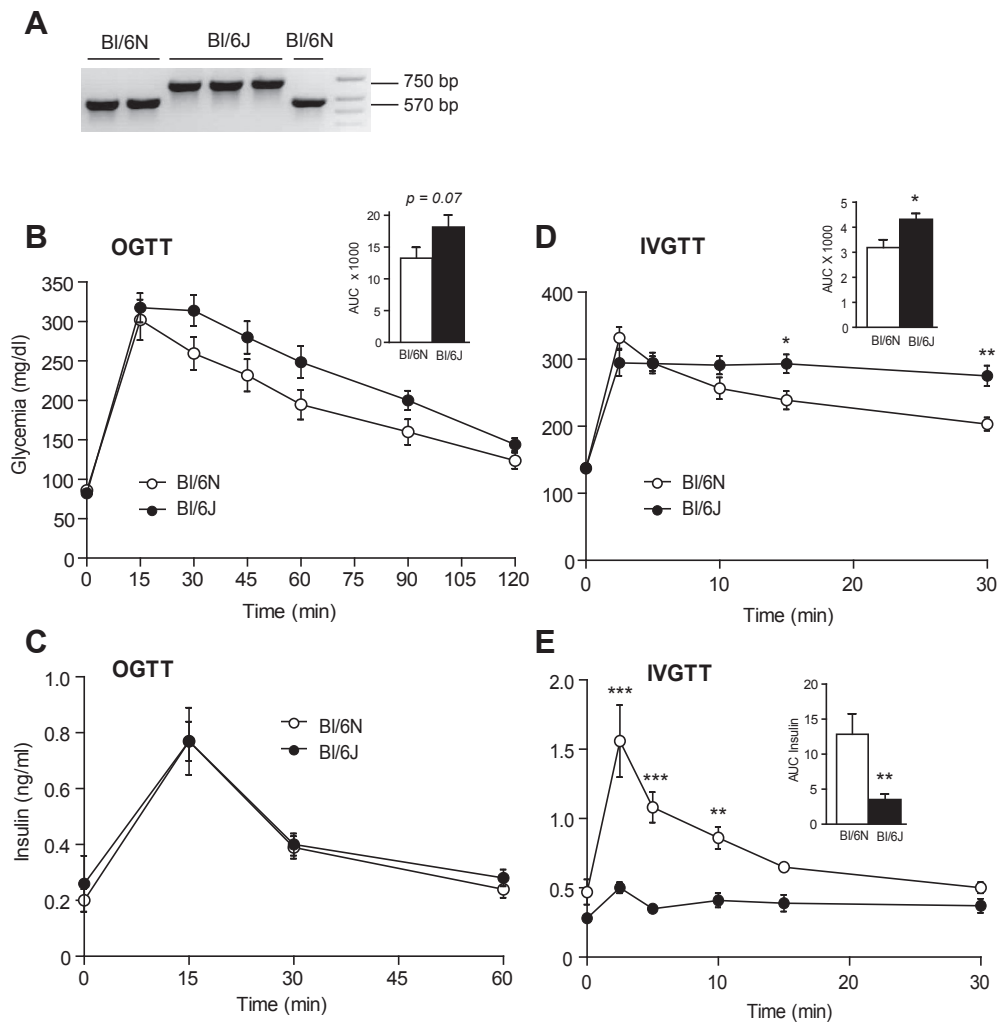 A
Bl/6N Bl/6J Bl/6N
750 bp
570 bp
B
OGTT
p = 0.07
AUC x 1000
20
15
10
5
0
Bl/6N Bl/6J
Glycemia (mg/dl)
350
300
250
200
150
100
50
0
Bl/6N
Bl/6J
0 15 30 45 60 75 90 105 120
Time (min)
D
IVGTT
*
AUC X 1000
5
4
3
2
1
0
Bl/6N Bl/6J
400
300
200
100
0
*
**
Bl/6N
Bl/6J
0 10 20 30
Time (min)
C
OGTT
Insulin (ng/ml)
1.0
0.8
0.6
0.4
0.2
0
Bl/6N
Bl/6J
0 15 30 45 60
Time (min)
E
IVGTT
2.0
1.5
1.0
0.5
0
***
***
**
AUC Insulin
20
15
10
5
0
**
Bl/6N Bl/6J
0 10 20 30
Time (min)